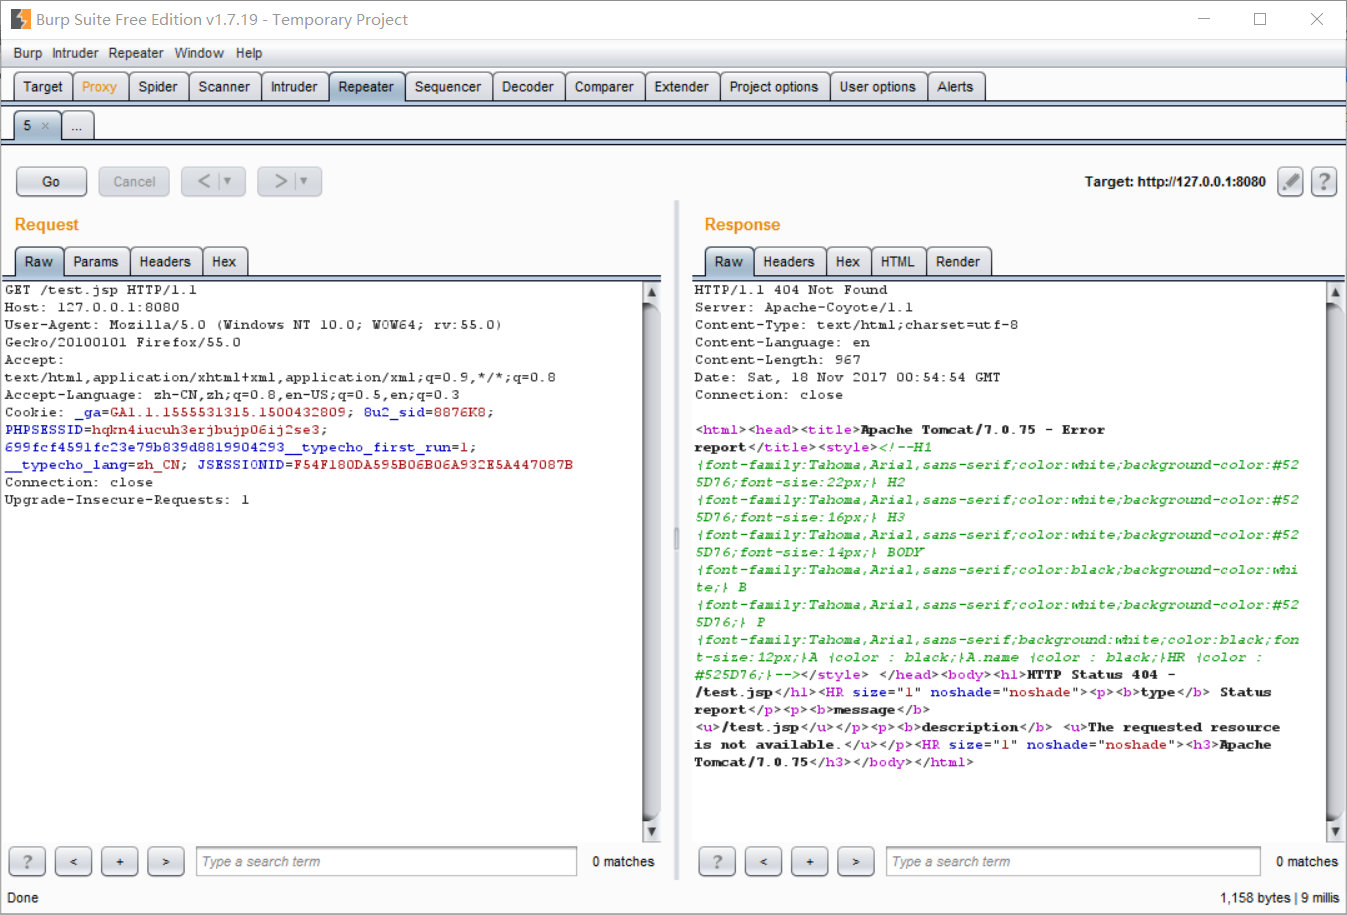 Burp Suite Free Edition v1.7.19 - Temporary Project
Burp Intruder Repeater Window Help
Target Proxy Spider Scanner Intruder Repeater Sequencer Decoder Comparer Extender Project options User options Alerts
5 × ...
Go Cancel < > Target: http://127.0.0.1:8080 ?
Request
Raw Params Headers Hex
GET /test.jsp HTTP/1.1
Host: 127.0.0.1:8080
User-Agent: Mozilla/5.0 (Windows NT 10.0; WOW64; rv:55.0)
Gecko/20100101 Firefox/55.0
Accept:
text/html,application/xhtml+xml,application/xml;q=0.9,*/*;q=0.8
Accept-Language: zh-CN,zh;q=0.8,en-US;q=0.5,en;q=0.3
Cookie: _ga=GA1.1.1555531315.1500432809; 8u2_sid=8876K8;
PHPSESSID=hqkn4iucuh3erjbujp06ij2se3;
699fcf4591fc23e79b839d8819904293__typecho_first_run=1;
__typecho_lang=zh_CN; JSESSIONID=F54F180DA595B06B06A932E5A447087B
Connection: close
Upgrade-Insecure-Requests: 1
? < + > Type a search term 0 matches
Response
Raw Headers Hex HTML Render
HTTP/1.1 404 Not Found
Server: Apache-Coyote/1.1
Content-Type: text/html;charset=utf-8
Content-Language: en
Content-Length: 967
Date: Sat, 18 Nov 2017 00:54:54 GMT
Connection: close
<html><head><title>Apache Tomcat/7.0.75 - Error
report</title><style><!--H1
{font-family:Tahoma,Arial,sans-serif;color:white;background-color:#52
5D76;font-size:22px;} H2
{font-family:Tahoma,Arial,sans-serif;color:white;background-color:#52
5D76;font-size:16px;} H3
{font-family:Tahoma,Arial,sans-serif;color:white;background-color:#52
5D76;font-size:14px;} BODY
{font-family:Tahoma,Arial,sans-serif;color:black;background-color:whi
te;} B
{font-family:Tahoma,Arial,sans-serif;color:white;background-color:#52
5D76;} P
{font-family:Tahoma,Arial,sans-serif;background:white;color:black;fon
t-size:12px;}A {color : black;}A.name {color : black;}HR {color :
#525D76;}--></style> </head><body><h1>HTTP Status 404 -
/test.jsp</h1><HR size="1" noshade="noshade"><p><b>type</b> Status
report</p><p><b>message</b>
<u>/test.jsp</u></p><p><b>description</b> <u>The requested resource
is not available.</u></p><HR size="1" noshade="noshade"><h3>Apache
Tomcat/7.0.75</h3></body></html>
? < + > Type a search term 0 matches
Done 1,158 bytes | 9 millis